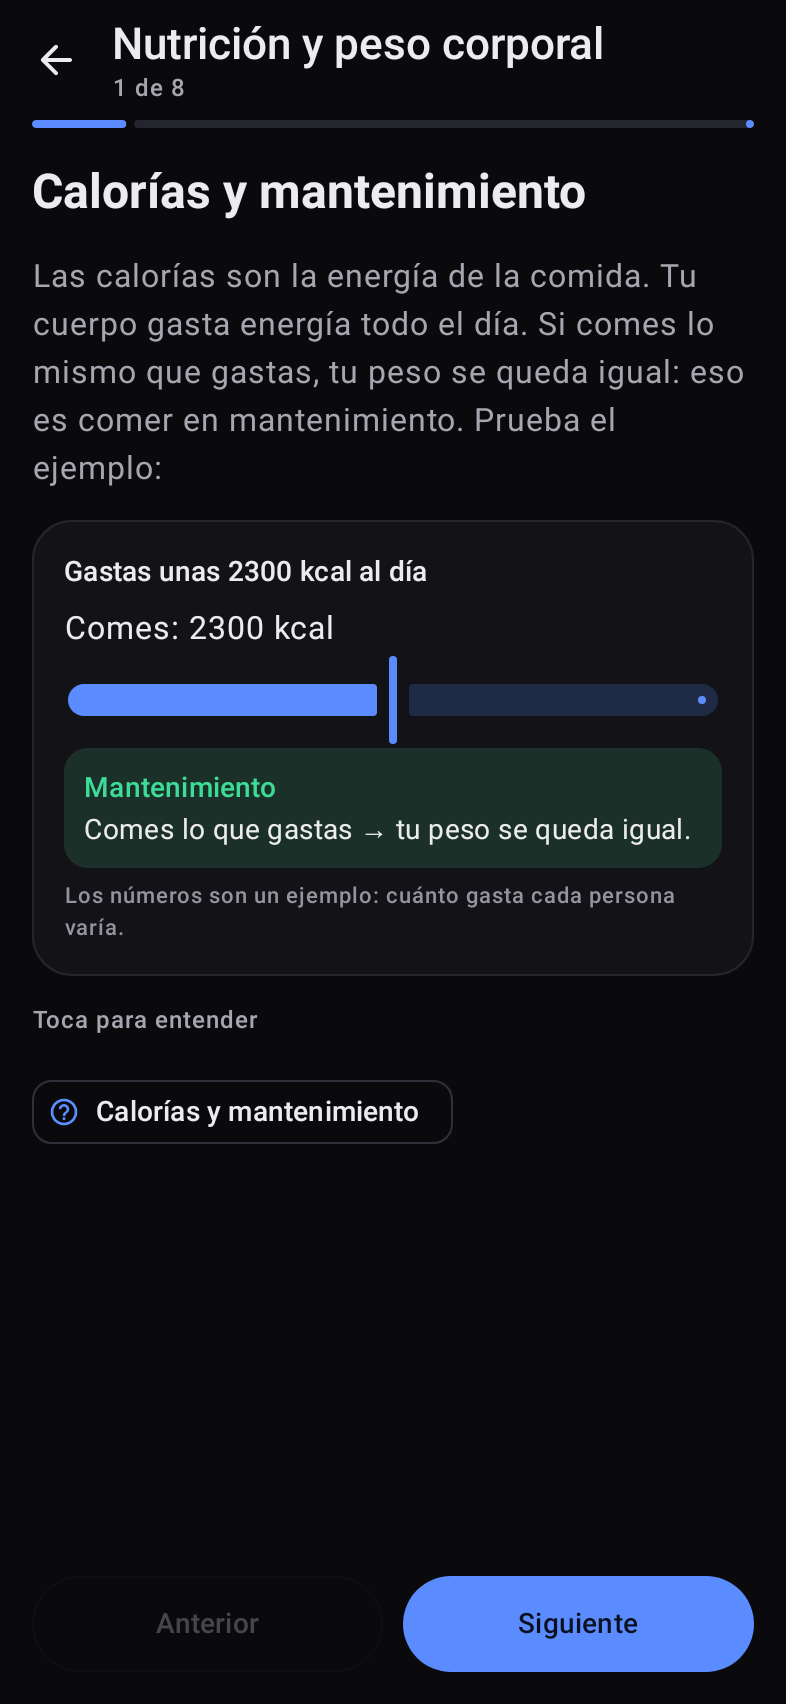 Nutrición y peso corporal
1 de 8
Calorías y mantenimiento
Las calorías son la energía de la comida. Tu
cuerpo gasta energía todo el día. Si comes lo
mismo que gastas, tu peso se queda igual: eso
es comer en mantenimiento. Prueba el
ejemplo:
Gastas unas 2300 kcal al día
Comes: 2300 kcal
Mantenimiento
Comes lo que gastas → tu peso se queda igual.
Los números son un ejemplo: cuánto gasta cada persona
varía.
Toca para entender
Calorías y mantenimiento
Anterior
Siguiente